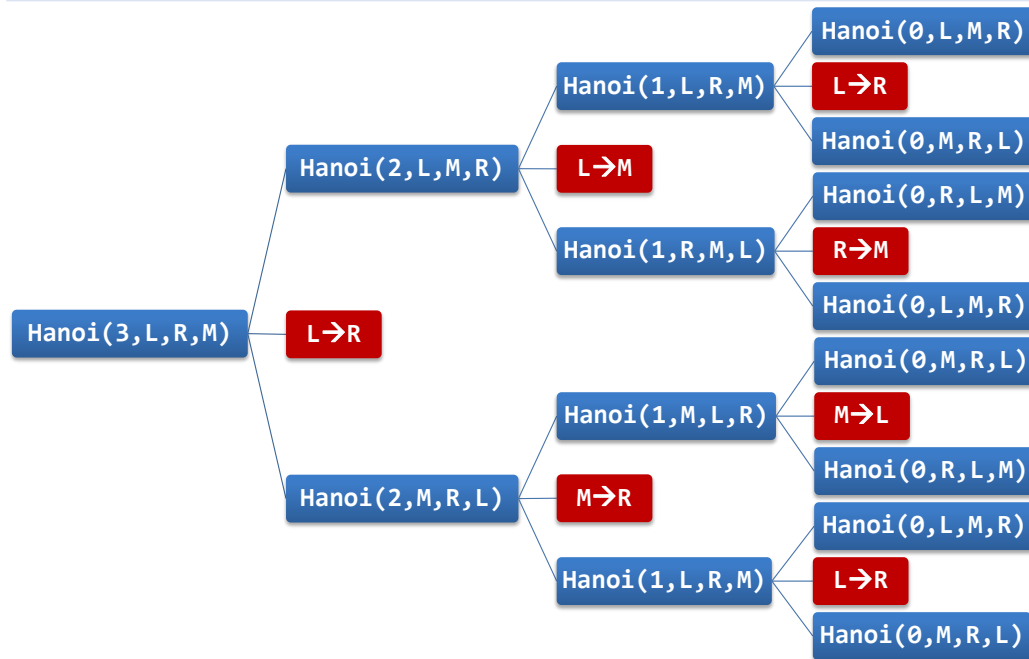 Hanoi(0,L,M,R)
Hanoi(1,L,R,M)
L→R
Hanoi(0,M,R,L)
Hanoi(2,L,M,R)
L→M
Hanoi(0,R,L,M)
Hanoi(1,R,M,L)
R→M
Hanoi(0,L,M,R)
Hanoi(3,L,R,M)
L→R
Hanoi(0,M,R,L)
Hanoi(1,M,L,R)
M→L
Hanoi(0,R,L,M)
Hanoi(2,M,R,L)
M→R
Hanoi(0,L,M,R)
Hanoi(1,L,R,M)
L→R
Hanoi(0,M,R,L)